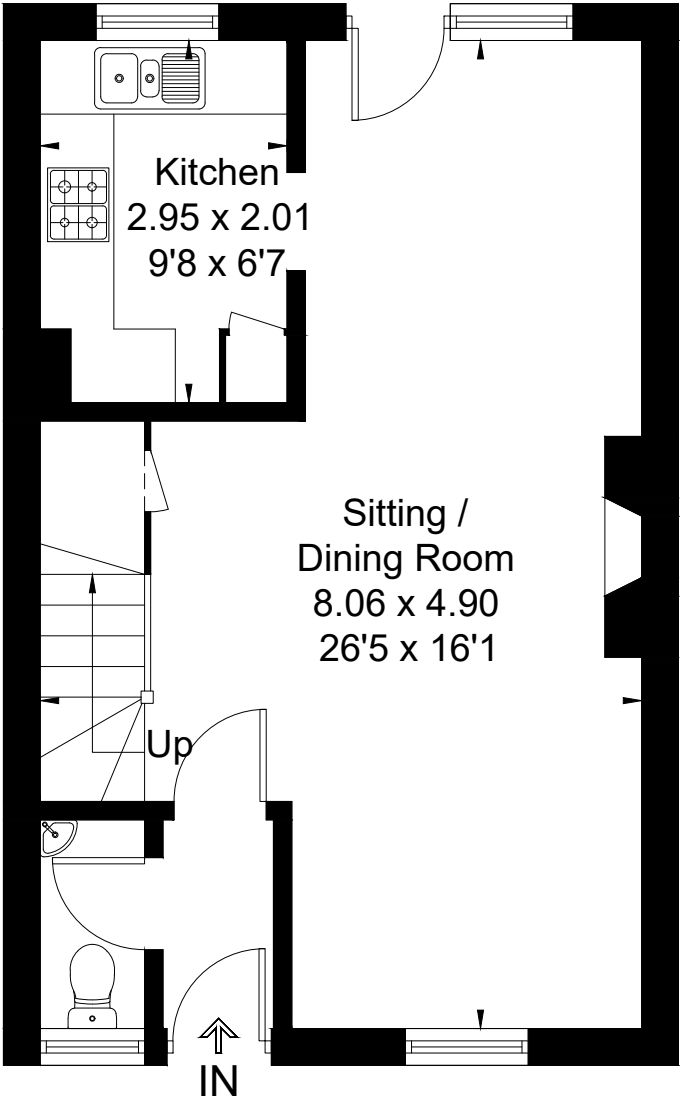 Kitchen
2.95 x 2.01
9'8 x 6'7
Sitting /
Dining Room
8.06 x 4.90
26'5 x 16'1
Up
IN